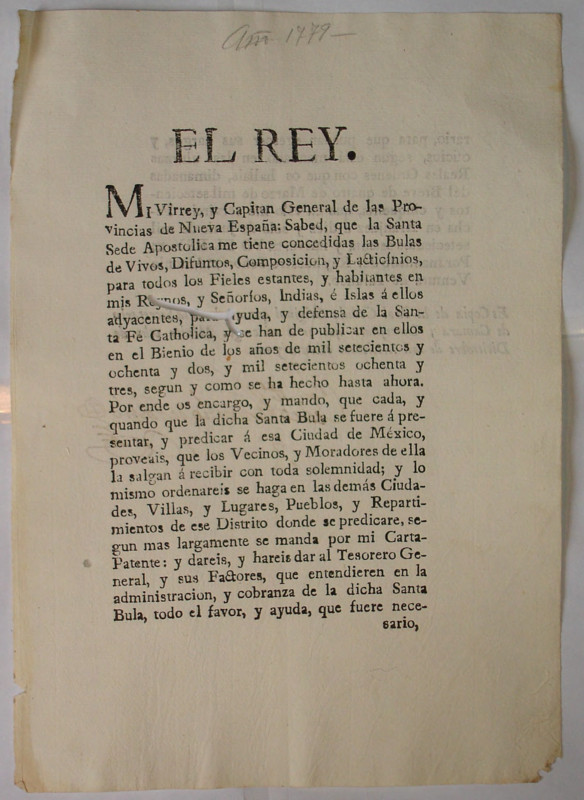 Añ 1779
EL REY.
MI Virrey, y Capitan General de las Pro-
vincias de Nueva España: Sabed, que la Santa
Sede Apostolica me tiene concedidas las Bulas
de Vivos, Difuntos, Composicion, y Lacticínios,
para todos los Fieles estantes, y habitantes en
mis Reynos, y Señoríos, Indias, é Islas á ellos
adyacentes, para ayuda, y defensa de la San-
ta Fé Catholica, y se han de publicar en ellos
en el Bienio de los años de mil setecientos y
ochenta y dos, y mil setecientos ochenta y
tres, segun y como se ha hecho hasta ahora.
Por ende os encargo, y mando, que cada, y
quando que la dicha Santa Bula se fuere á pre-
sentar, y predicar á esa Ciudad de México,
proveais, que los Vecinos, y Moradores de ella
la salgan á recibir con toda solemnidad; y lo
mismo ordenareis se haga en las demás Ciuda-
des, Villas, y Lugares, Pueblos, y Reparti-
mientos de ese Distrito donde se predicare, se-
gun mas largamente se manda por mi Carta-
Patente: y dareis, y hareis dar al Tesorero Ge-
neral, y sus Factores, que entendieren en la
administracion, y cobranza de la dicha Santa
Bula, todo el favor, y ayuda, que fuere nece-
sario,